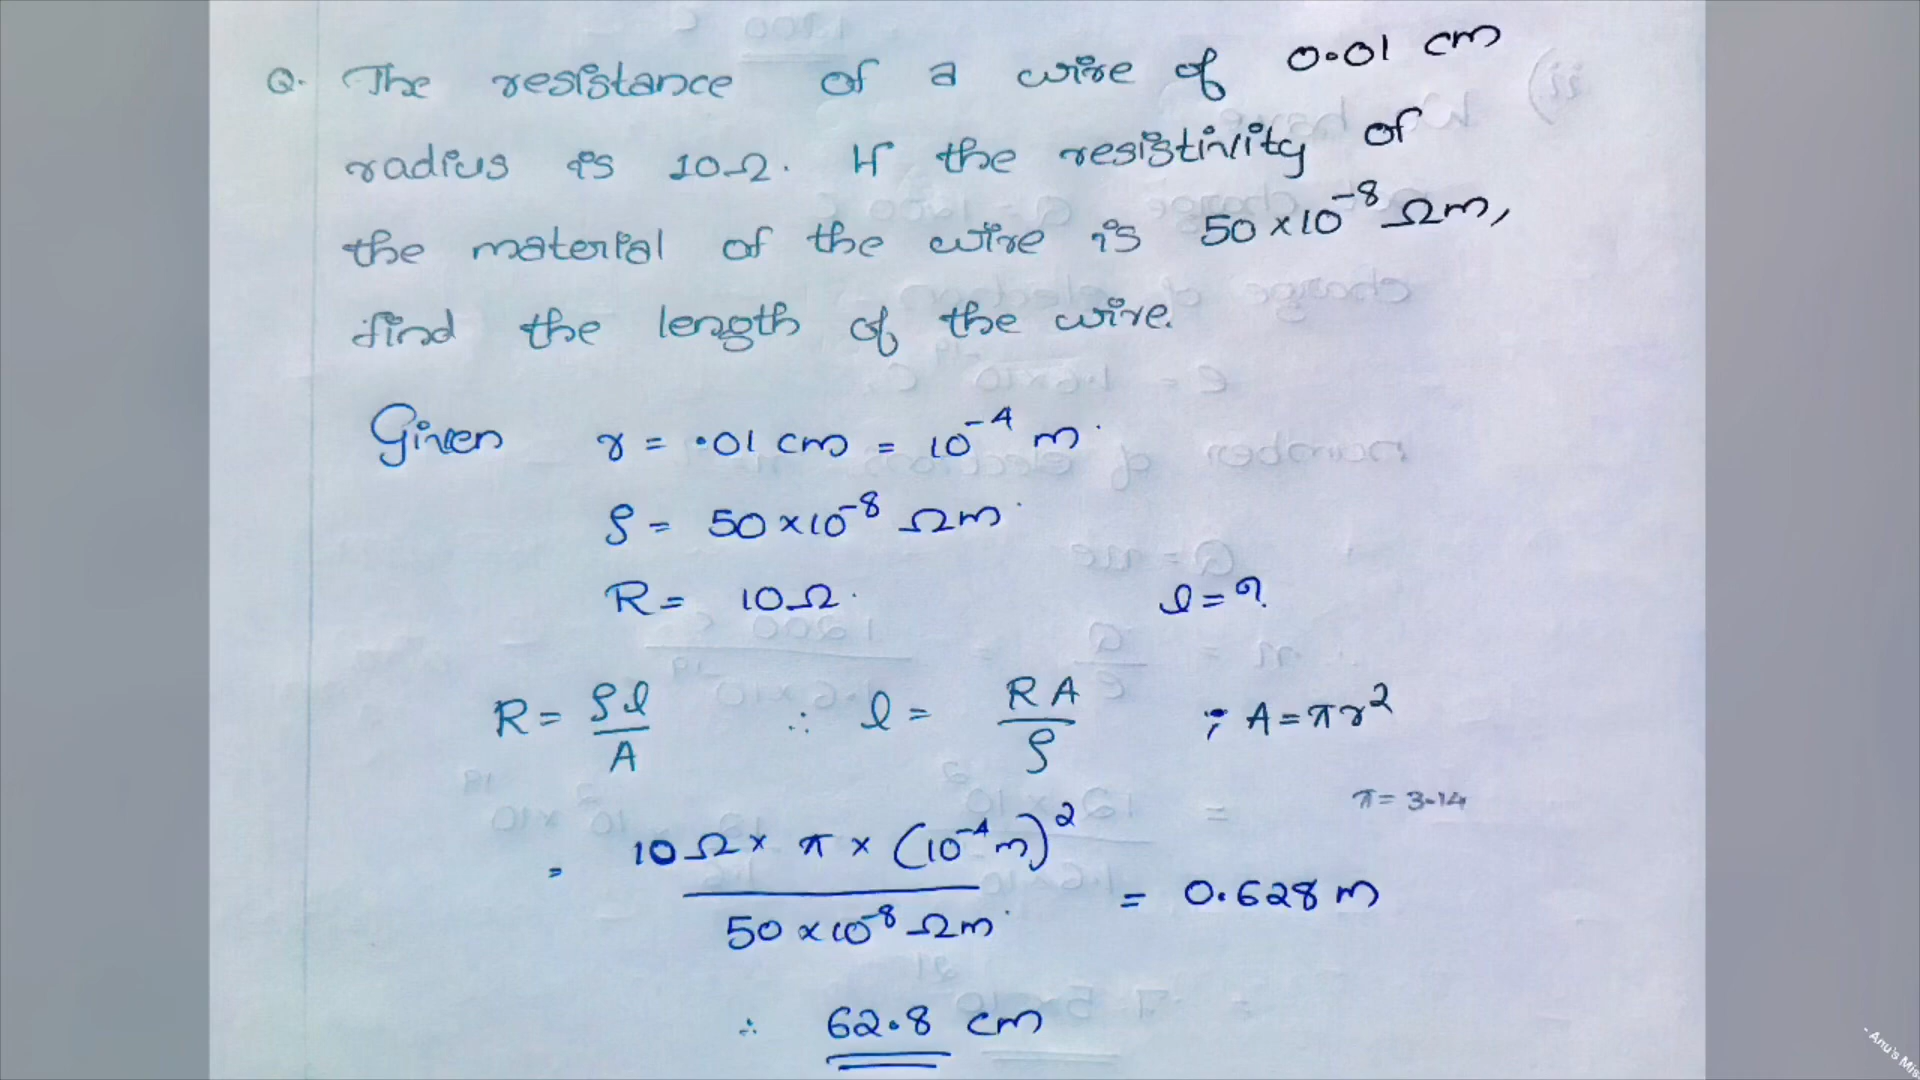 Q. The resistance of a wire of 0.01 cm
radius is 10Ω. If the resistivity of
the material of the wire is 50 × 10⁻⁸ Ωm,
find the length of the wire.
Given r = .01 cm = 10⁻⁴ m.
ρ = 50 × 10⁻⁸ Ωm.
R = 10Ω. l = ?
R = ρl/A ∴ l = RA/ρ ; A = πr²
π = 3.14
= 10 Ω × π × (10⁻⁴ m)² / 50 × 10⁻⁸ Ωm. = 0.628 m
∴ 62.8 cm